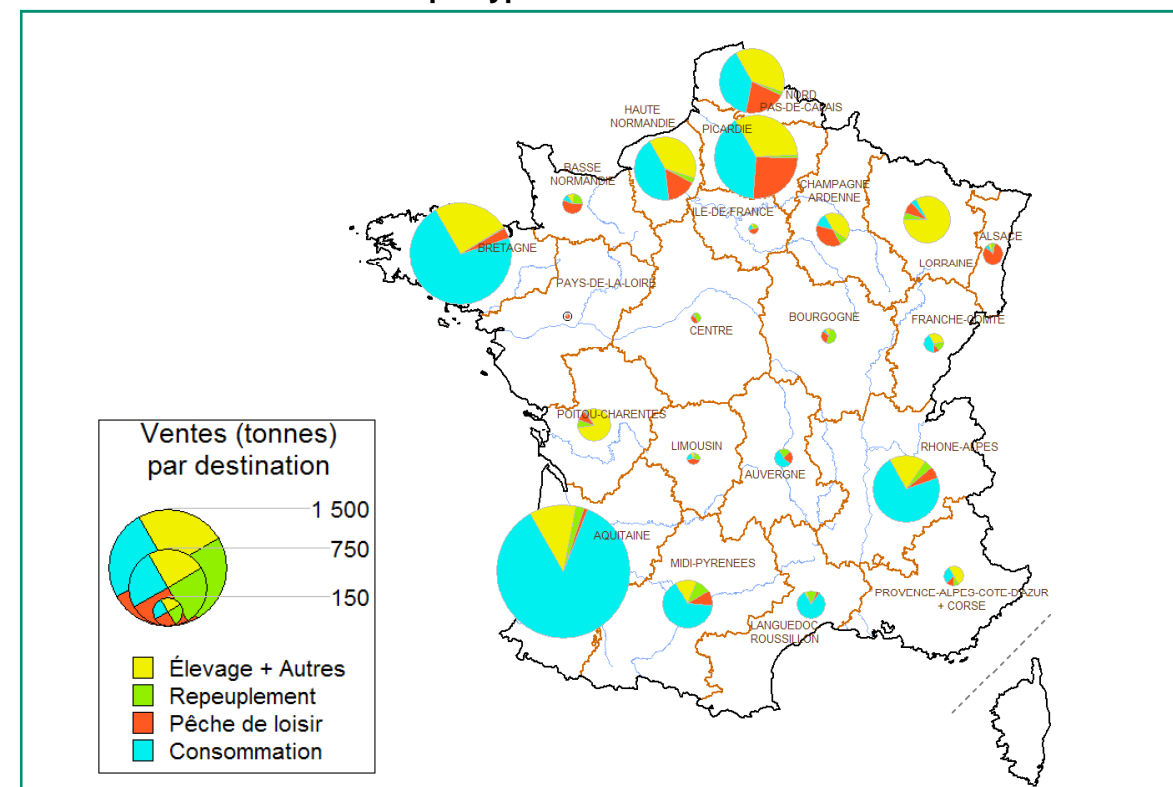 NORD
PAS-DE-CALAIS
HAUTE
NORMANDIE
PICARDIE
BASSE
NORMANDIE
CHAMPAGNE
ARDENNE
ILE-DE-FRANCE
ALSACE
BRETAGNE
LORRAINE
PAYS-DE-LA-LOIRE
BOURGOGNE
FRANCHE-COMTE
CENTRE
POITOU-CHARENTES
LIMOUSIN
RHONE-ALPES
AUVERGNE
AQUITAINE
MIDI-PYRENEES
PROVENCE-ALPES-COTE-D'AZUR
+ CORSE
LANGUEDOC
ROUSSILLON
Ventes (tonnes)
par destination
1 500
750
150
Élevage + Autres
Repeuplement
Pêche de loisir
Consommation